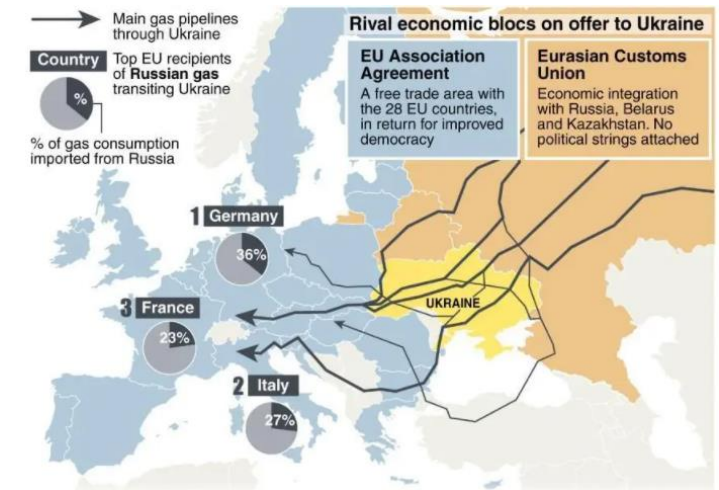 Main gas pipelines
through Ukraine
Country
Top EU recipients
of Russian gas
transiting Ukraine
%
% of gas consumption
imported from Russia
Rival economic blocs on offer to Ukraine
EU Association
Agreement
A free trade area with
the 28 EU countries,
in return for improved
democracy
Eurasian Customs
Union
Economic integration
with Russia, Belarus
and Kazakhstan. No
political strings attached
1 Germany
36%
UKRAINE
3 France
23%
2 Italy
27%